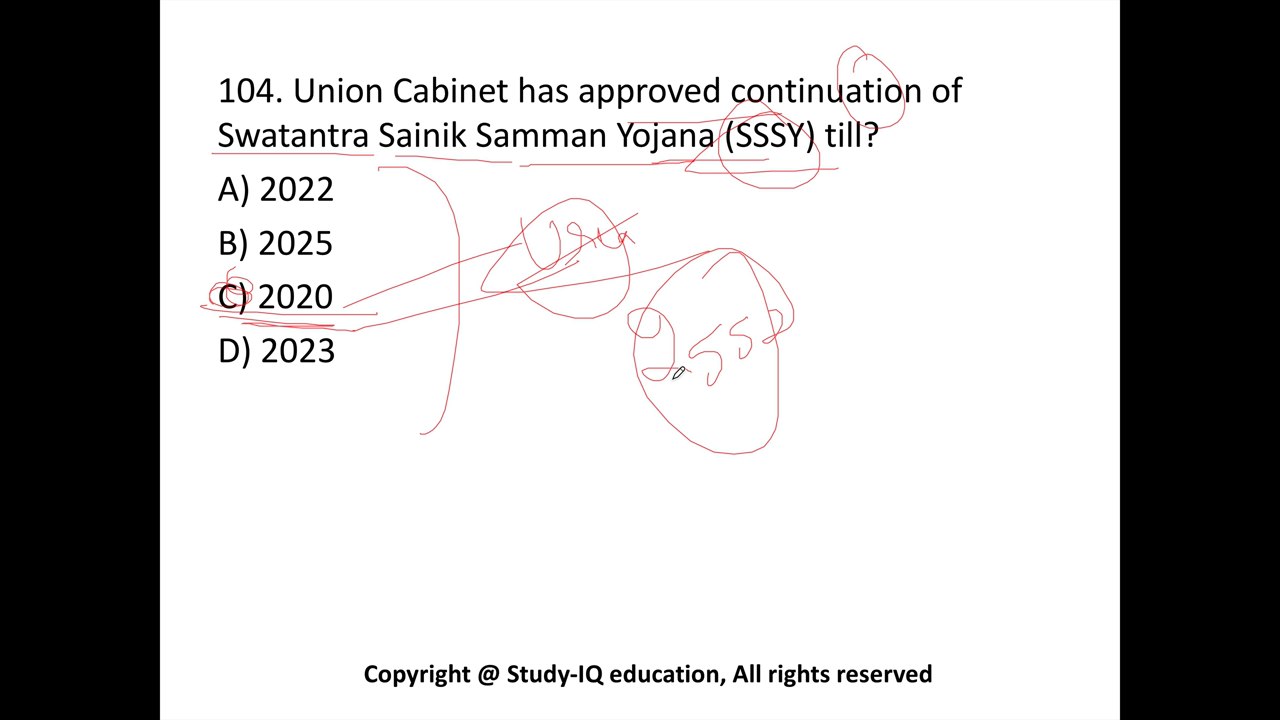 104. Union Cabinet has approved continuation of
Swatantra Sainik Samman Yojana (SSSY) till?
A) 2022
B) 2025
C) 2020
D) 2023
Copyright @ Study-IQ education, All rights reserved